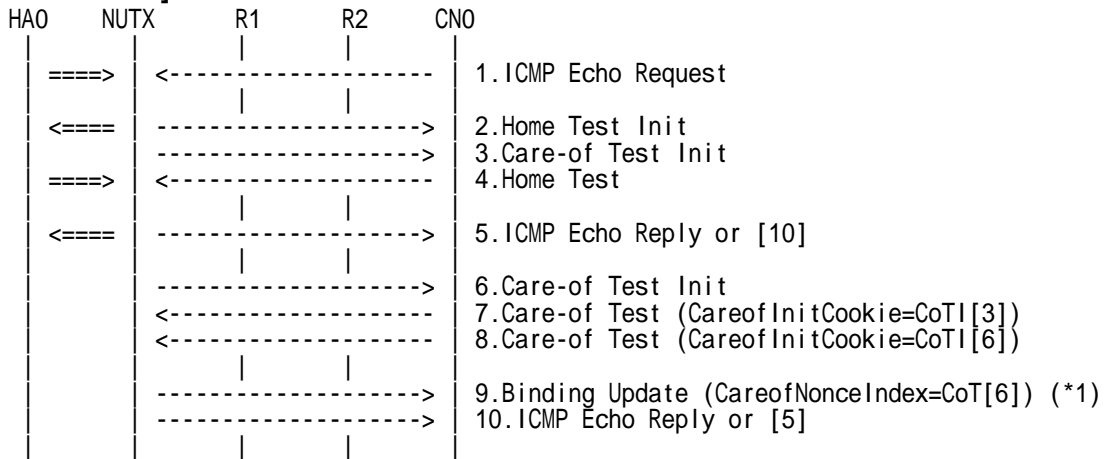 HA0 NUTX R1 R2 CN0
====> <--------------------- 1.ICMP Echo Request
<==== ---------------------> 2.Home Test Init
---------------------> 3.Care-of Test Init
====> <--------------------- 4.Home Test
<==== ---------------------> 5.ICMP Echo Reply or [10]
---------------------> 6.Care-of Test Init
<--------------------- 7.Care-of Test (CareofInitCookie=CoTI[3])
<--------------------- 8.Care-of Test (CareofInitCookie=CoTI[6])
---------------------> 9.Binding Update (CareofNonceIndex=CoT[6]) (*1)
---------------------> 10.ICMP Echo Reply or [5]